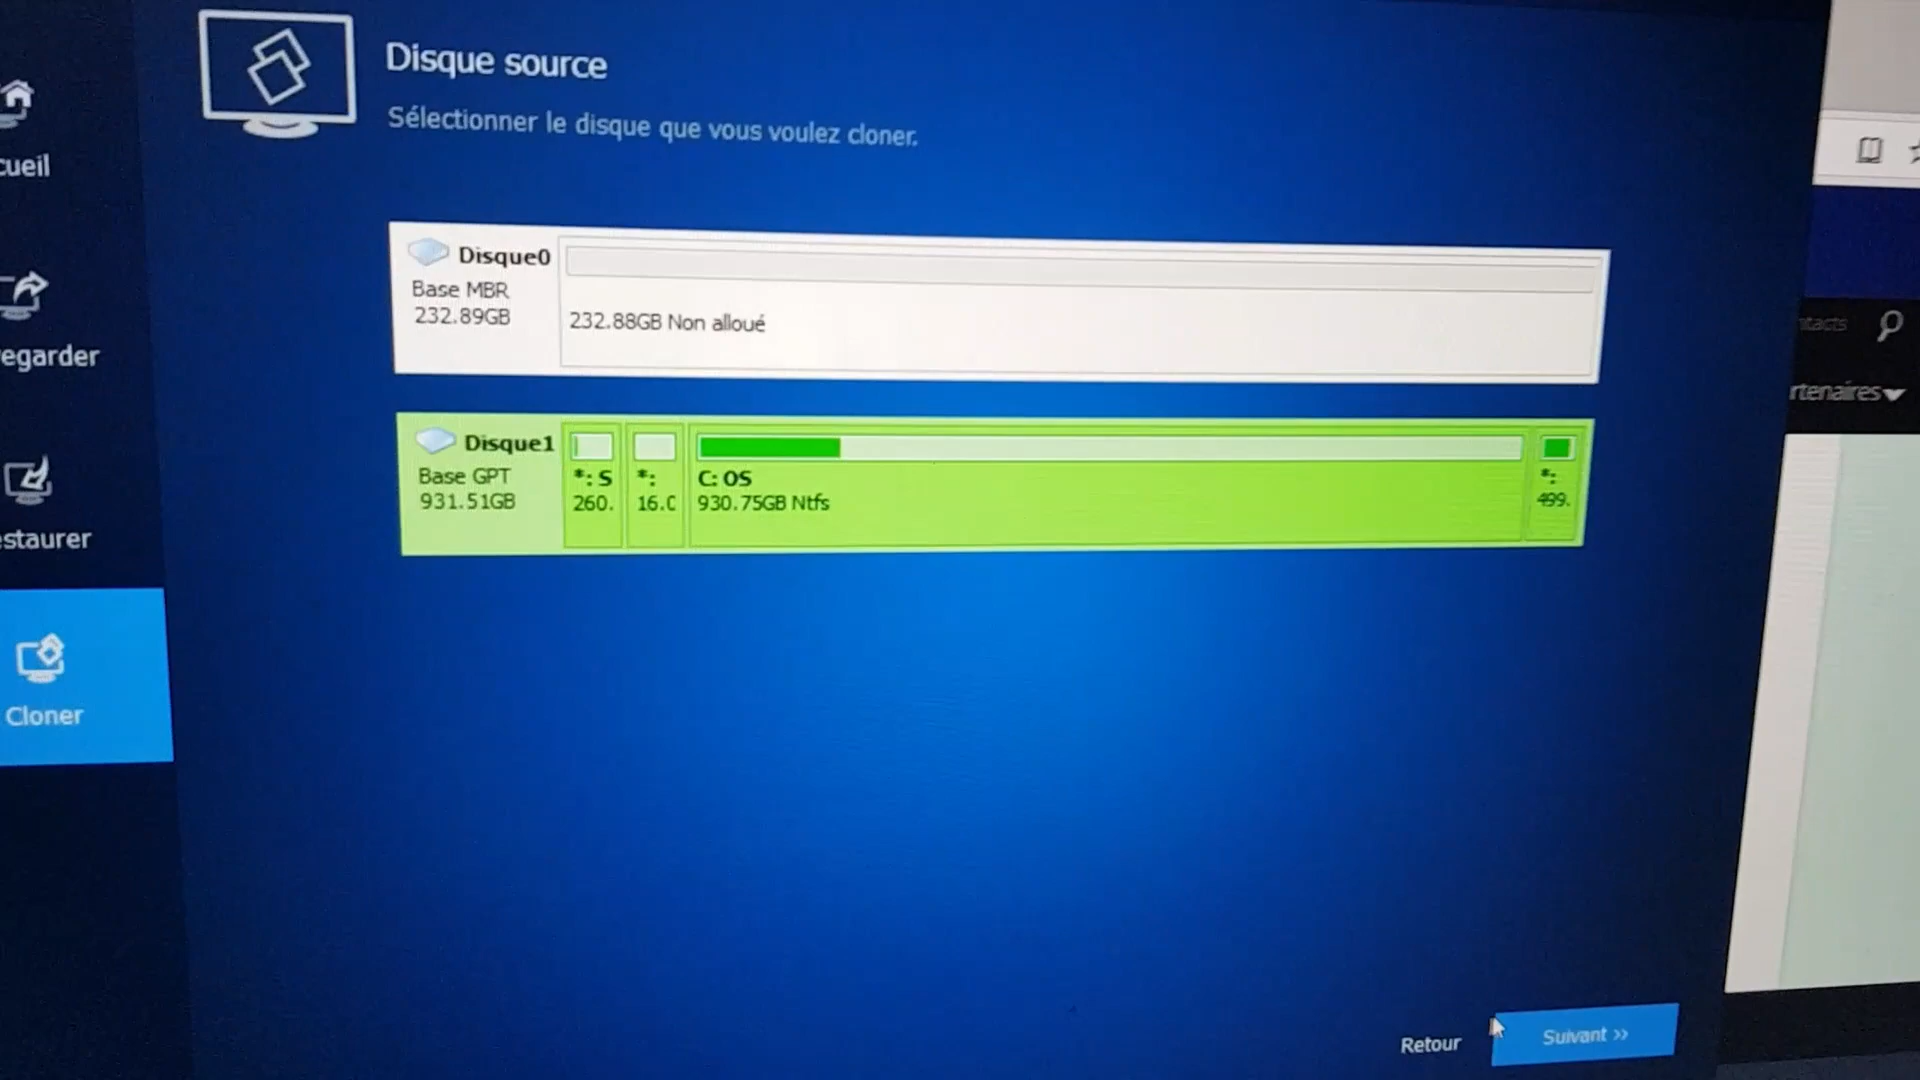 Disque source
Sélectionner le disque que vous voulez cloner.
cueil
egarder
staurer
Cloner
Disque0
Base MBR
232.89GB
232.88GB Non alloué
Disque1
Base GPT
931.51GB
*: S
260.
*:
16.0
C: OS
930.75GB Ntfs
*:
499.
ntacts
rtenaires
Retour
Suivant >>